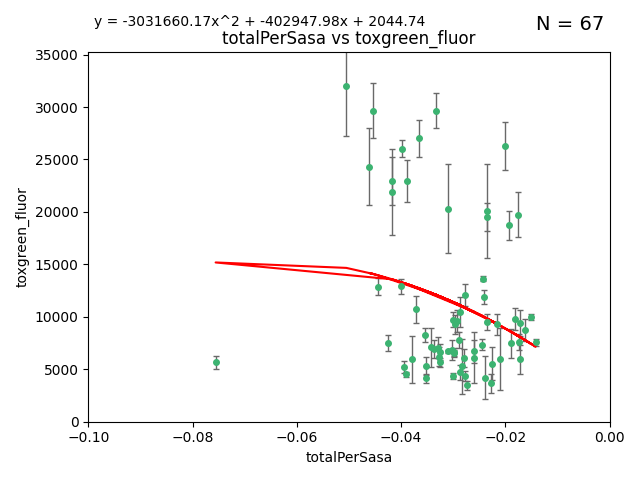 y = -3031660.17x^2 + -402947.98x + 2044.74
N = 67
totalPerSasa vs toxgreen_fluor
35000
30000
25000
20000
15000
10000
5000
0
toxgreen_fluor
−0.10
−0.08
−0.06
−0.04
−0.02
0.00
totalPerSasa